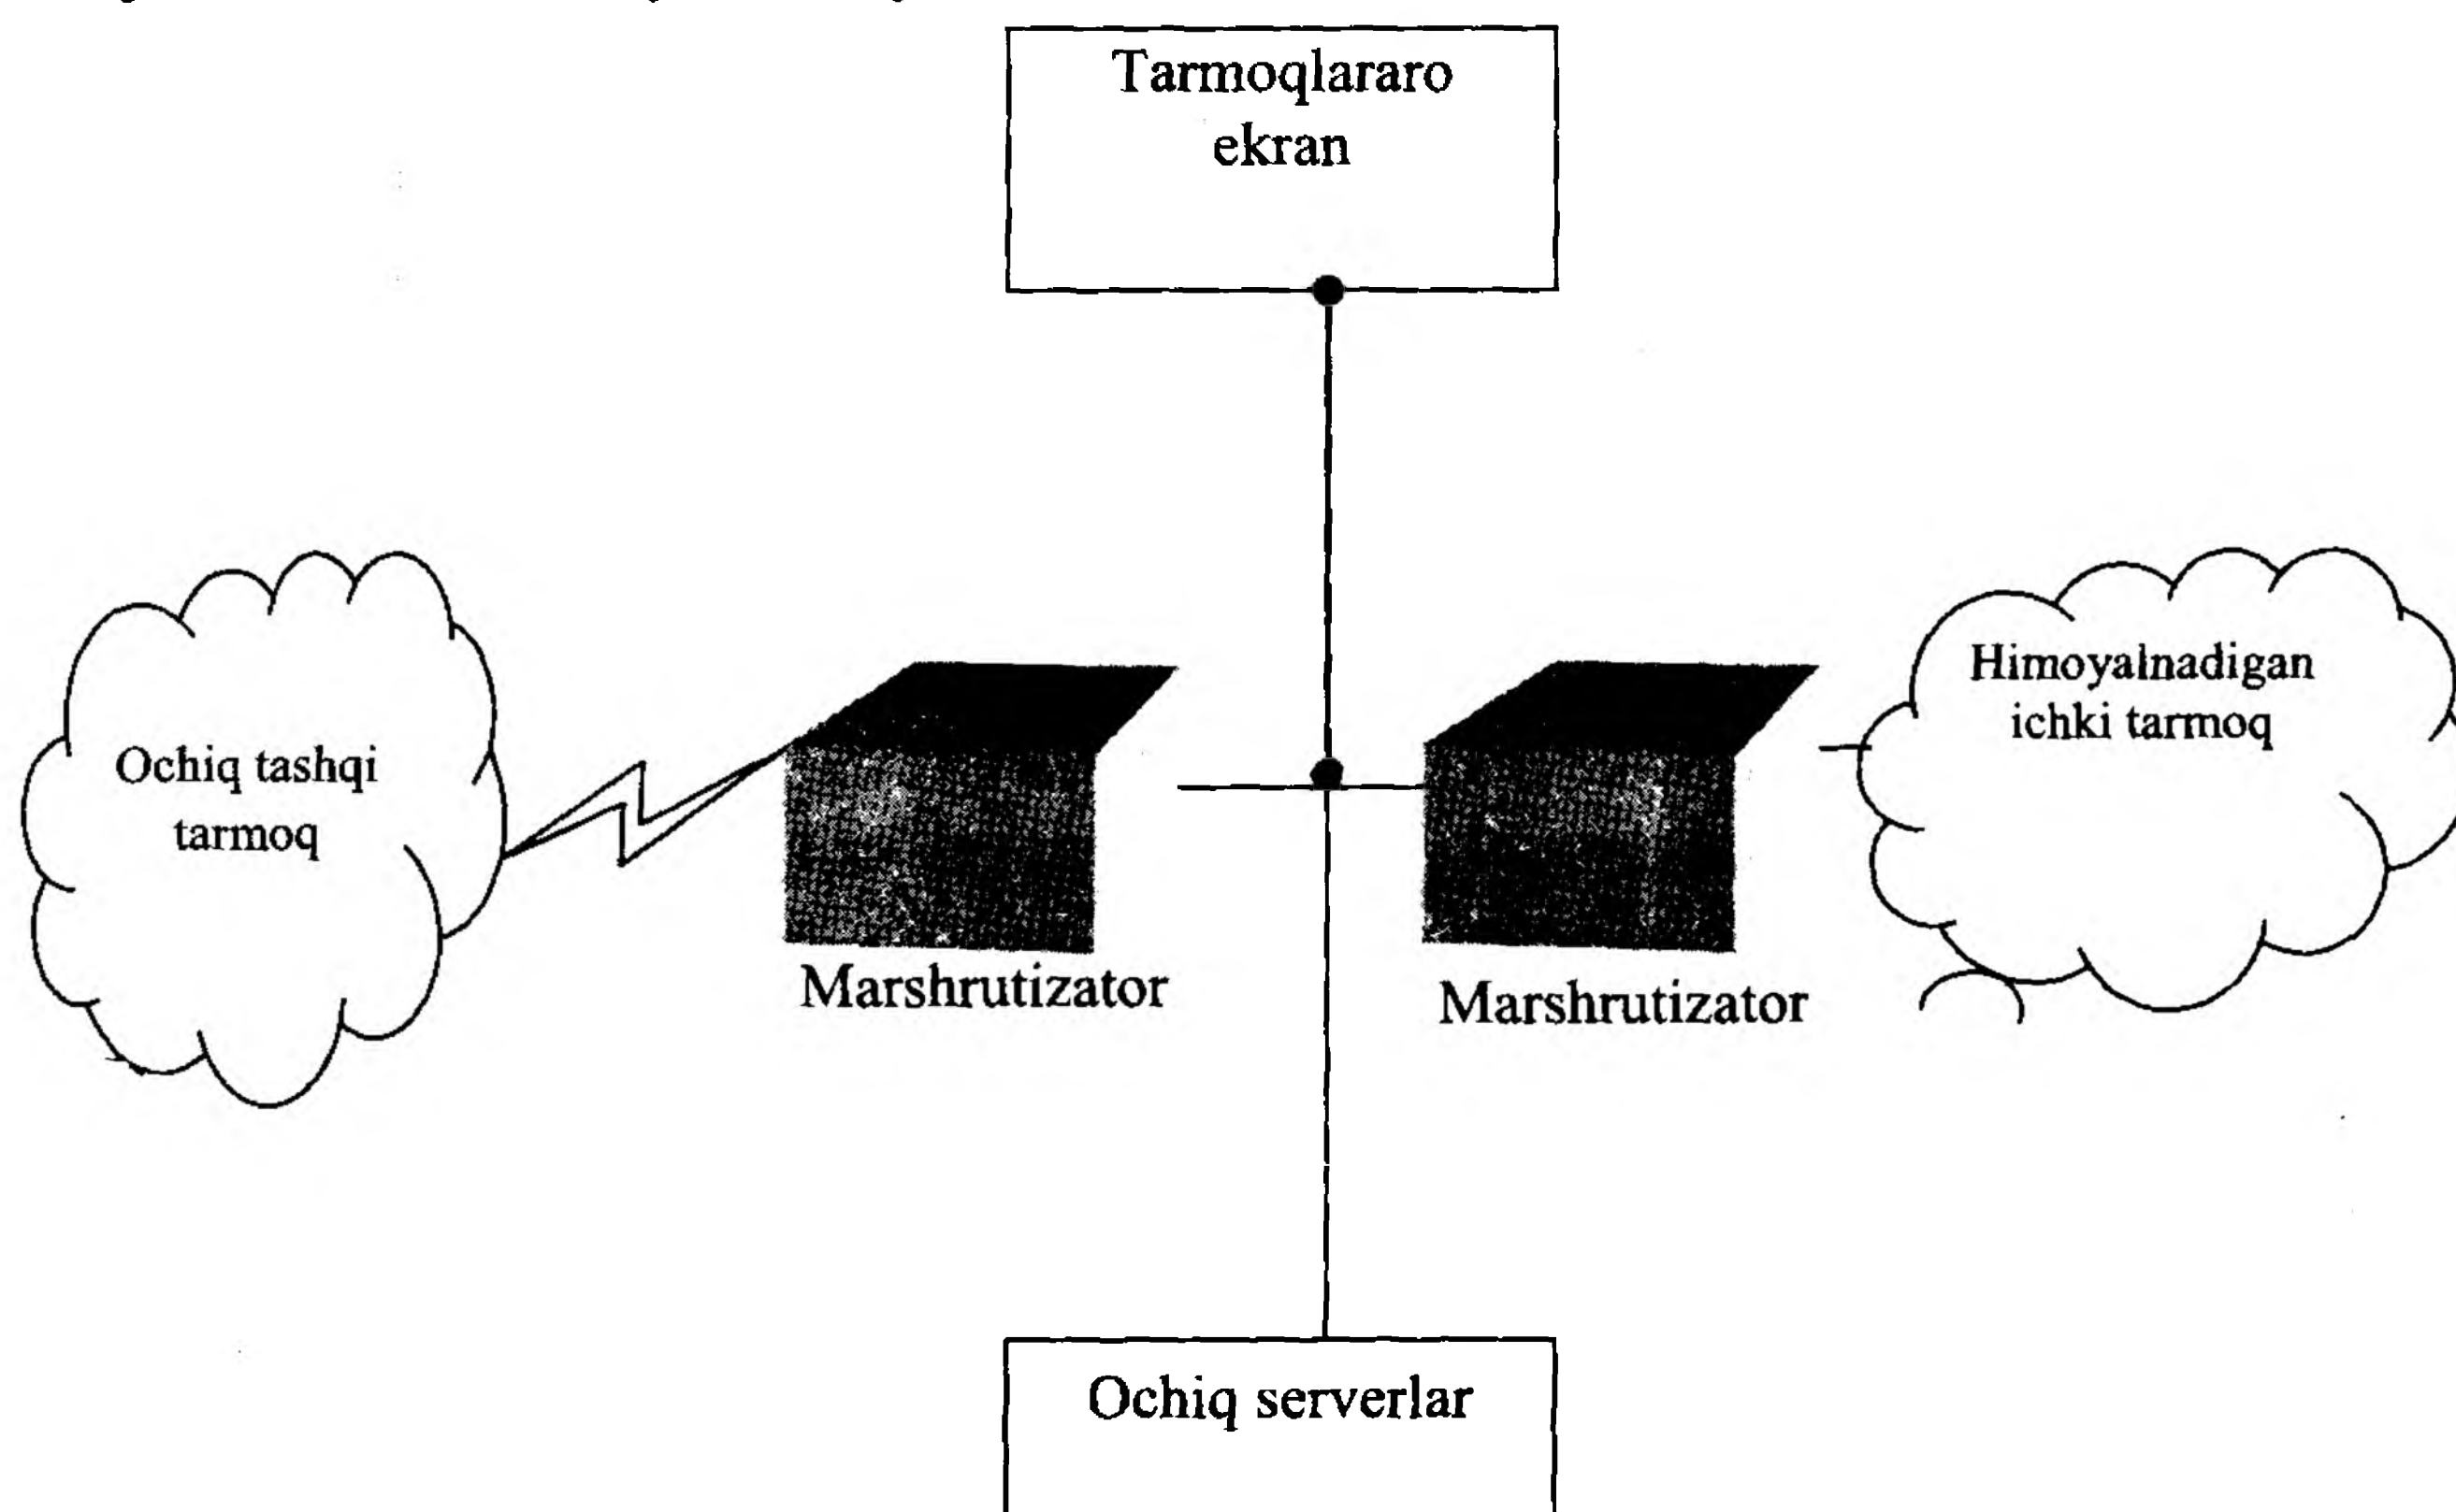 Tarmoqlararo
ekran
Ochiq tashqi
tarmoq
Himoyalnadigan
ichki tarmoq
Marshrutizator
Marshrutizator
Ochiq serverlar